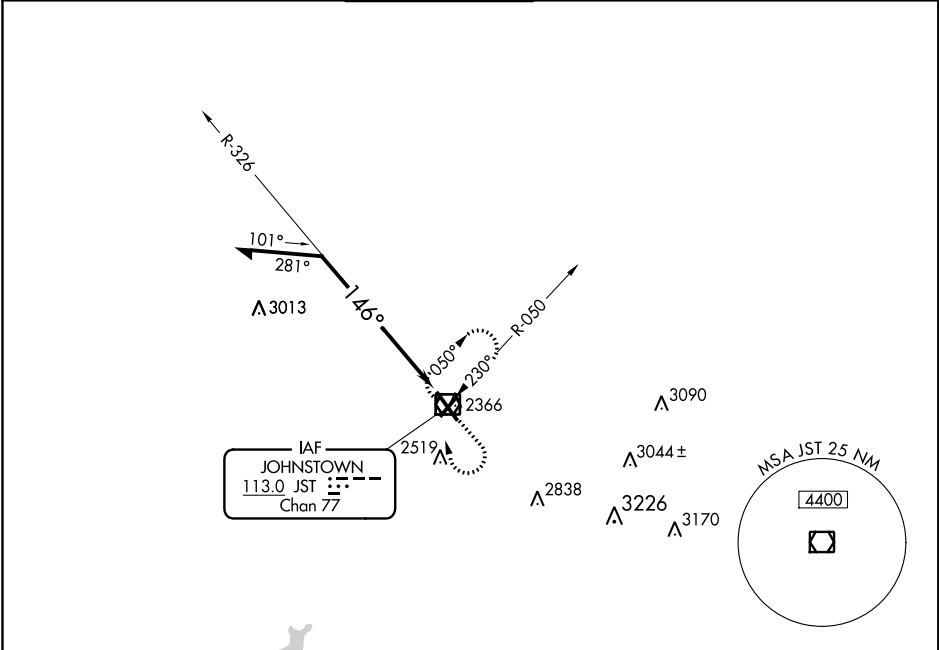 R-326
101°
281°
3013
146°
R-050
050°
230°
2366
3090
2519
3044±
IAF
JOHNSTOWN
113.0 JST
Chan 77
2838
3226
3170
MSA JST 25 NM
4400